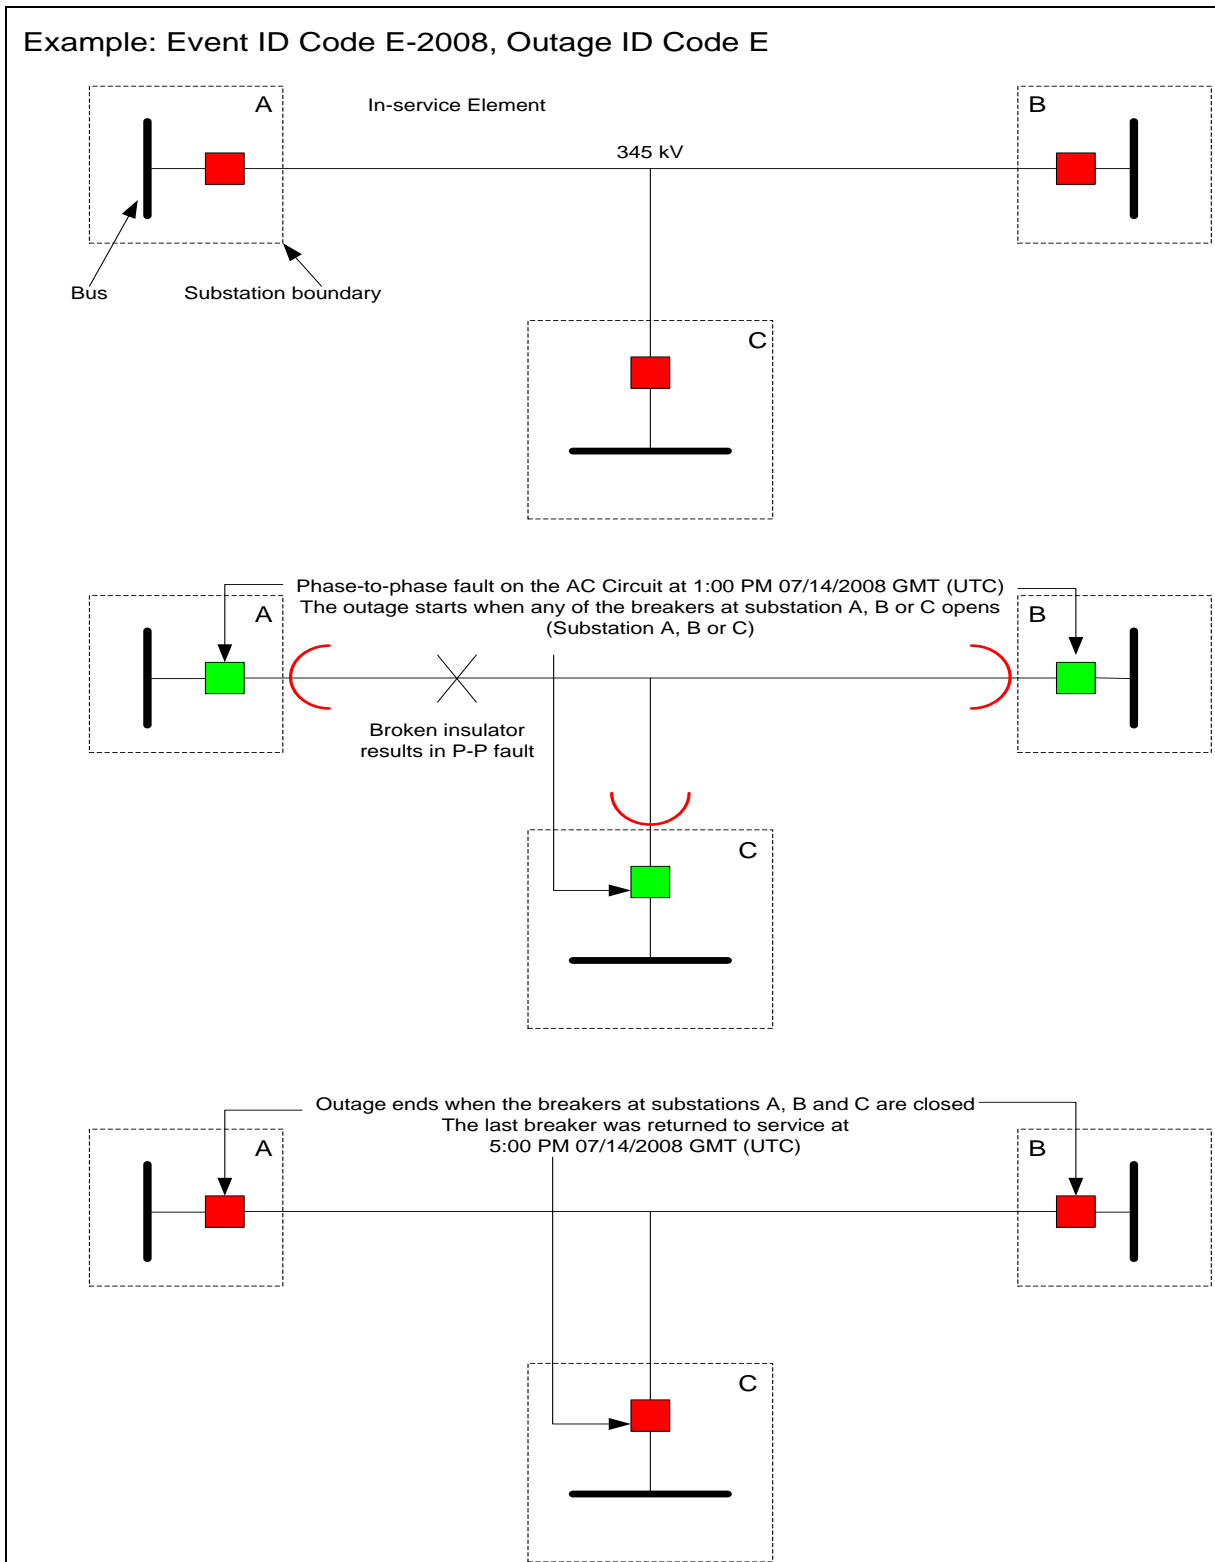 Example: Event ID Code E-2008, Outage ID Code E
A
In-service Element
B
345 kV
Bus
Substation boundary
C
Phase-to-phase fault on the AC Circuit at 1:00 PM 07/14/2008 GMT (UTC)
The outage starts when any of the breakers at substation A, B or C opens
(Substation A, B or C)
A
B
Broken insulator
results in P-P fault
C
Outage ends when the breakers at substations A, B and C are closed
The last breaker was returned to service at
5:00 PM 07/14/2008 GMT (UTC)
A
B
C